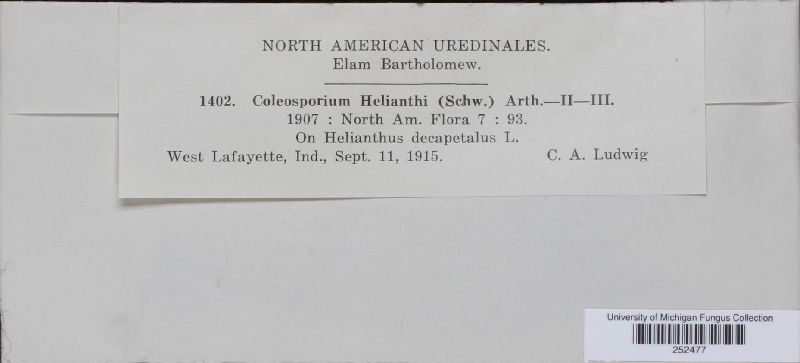 NORTH AMERICAN UREDINALES.
Elam Bartholomew.
1402. Coleosporium Helianthi (Schw.) Arth.—II—III.
1907 : North Am. Flora 7 : 93.
On Helianthus decapetalus L.
West Lafayette, Ind., Sept. 11, 1915. C. A. Ludwig
University of Michigan Fungus Collection
252477